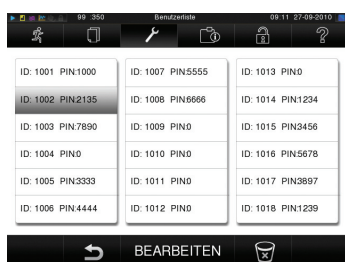 99 :350 Benutzerliste 09:11 27-09-2010
ID: 1001 PIN:1000
ID: 1002 PIN:2135
ID: 1003 PIN:7890
ID: 1004 PIN:0
ID: 1005 PIN:3333
ID: 1006 PIN:4444
ID: 1007 PIN:5555
ID: 1008 PIN:6666
ID: 1009 PIN:0
ID: 1010 PIN:0
ID: 1011 PIN:0
ID: 1012 PIN:0
ID: 1013 PIN:0
ID: 1014 PIN:1234
ID: 1015 PIN:3456
ID: 1016 PIN:5678
ID: 1017 PIN:3897
ID: 1018 PIN:1239
BEARBEITEN